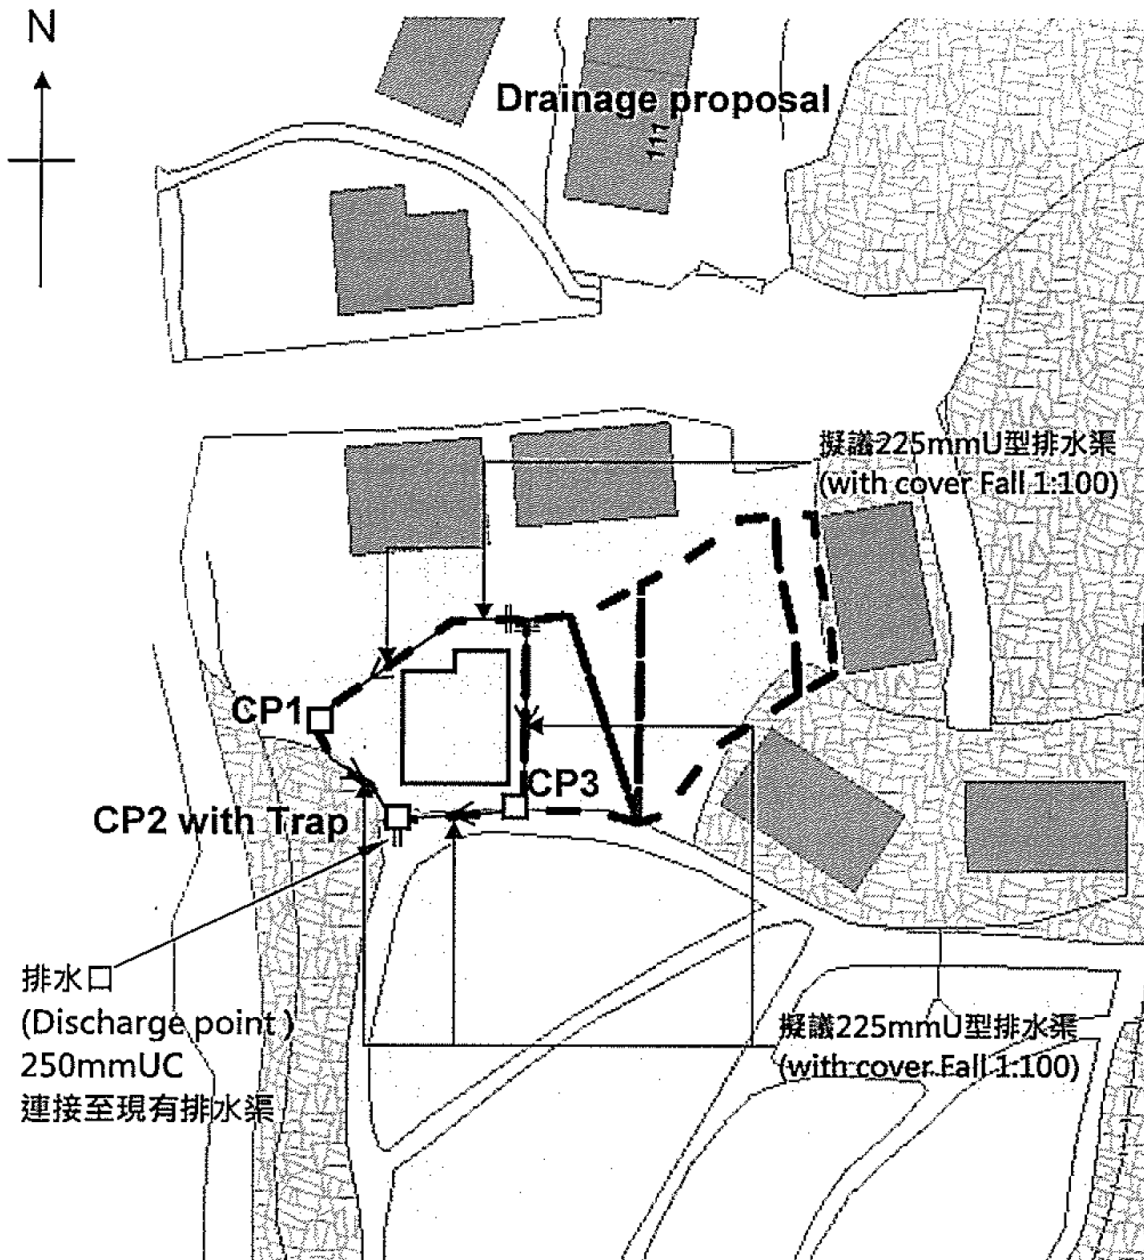 N
Drainage proposal
111
擬議225mmU型排水渠
(with cover Fall 1:100)
CP1
CP3
CP2 with Trap
排水口
(Discharge point )
250mmUC
連接至現有排水渠
擬議225mmU型排水渠
(with cover Fall 1:100)